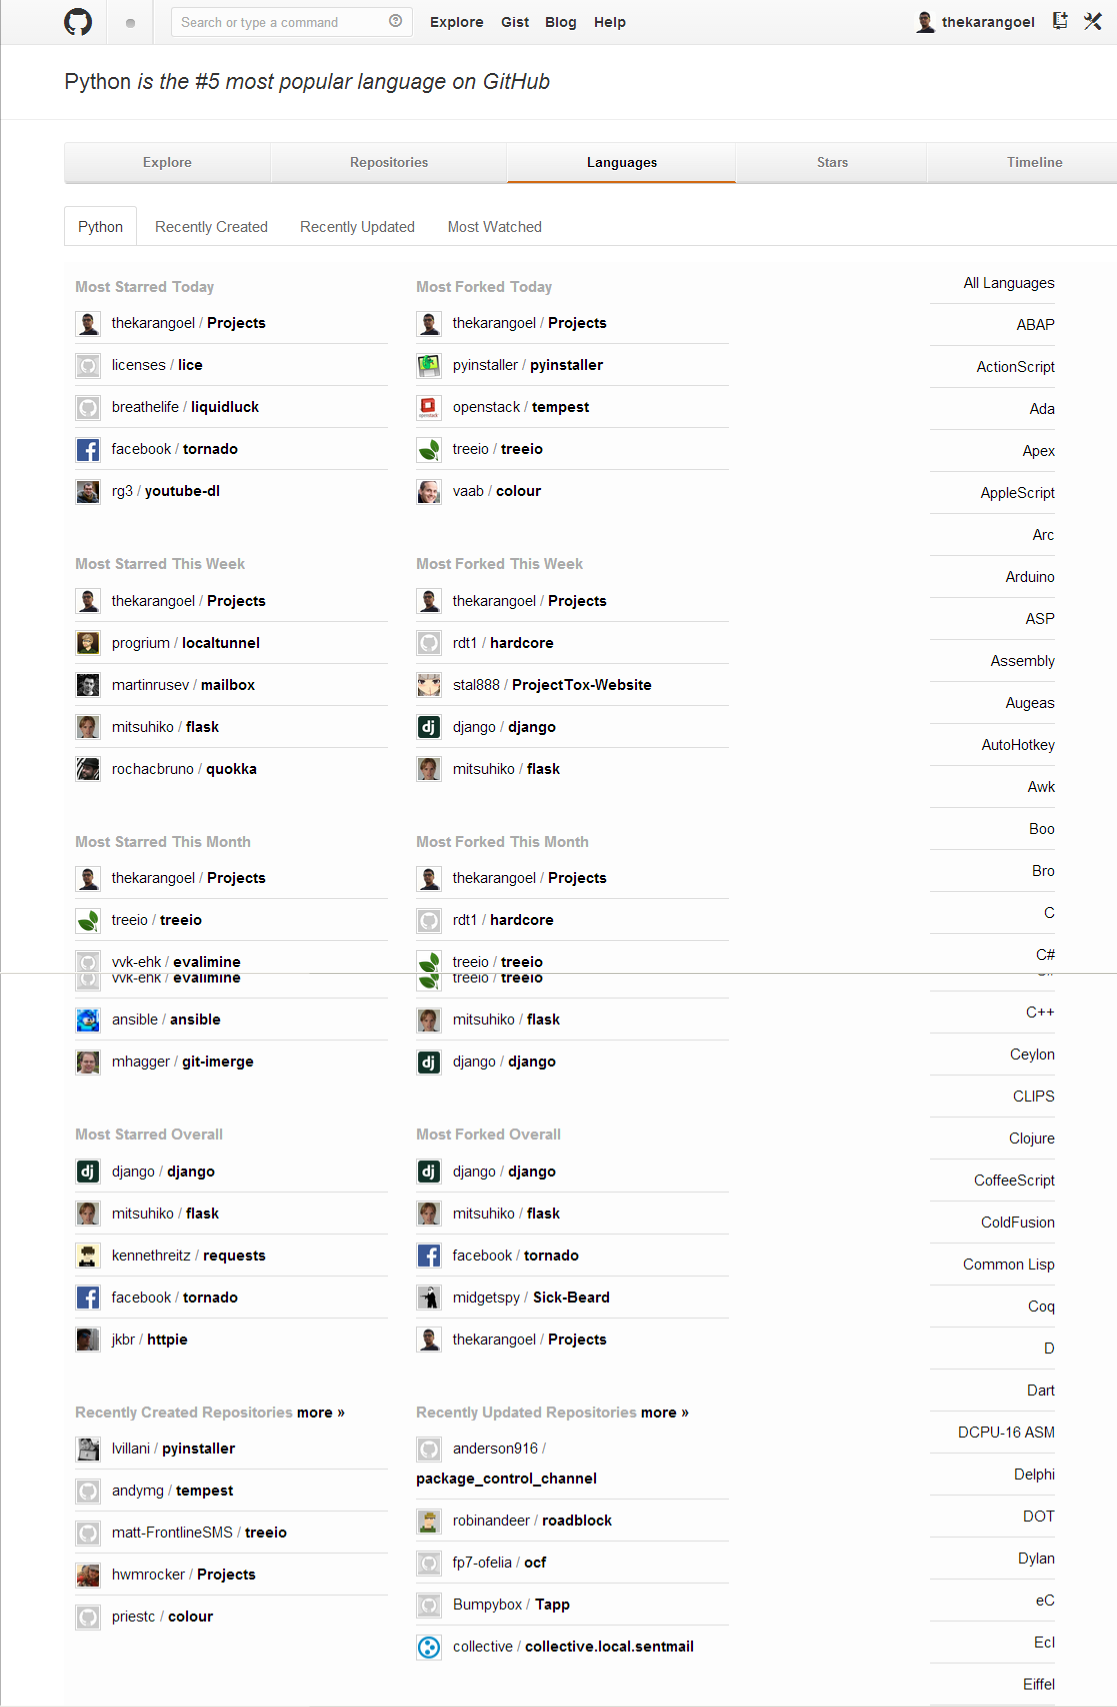 Search or type a command
Explore Gist Blog Help
thekarangoel
Python is the #5 most popular language on GitHub
Explore Repositories Languages Stars Timeline
Python Recently Created Recently Updated Most Watched
Most Starred Today
thekarangoel / Projects
licenses / lice
breathelife / liquidluck
facebook / tornado
rg3 / youtube-dl
Most Forked Today
thekarangoel / Projects
pyinstaller / pyinstaller
openstack / tempest
treeio / treeio
vaab / colour
Most Starred This Week
thekarangoel / Projects
progrium / localtunnel
martinrusev / mailbox
mitsuhiko / flask
rochacbruno / quokka
Most Forked This Week
thekarangoel / Projects
rdt1 / hardcore
stal888 / ProjectTox-Website
django / django
mitsuhiko / flask
Most Starred This Month
thekarangoel / Projects
treeio / treeio
vvk-ehk / evalimine
vvk-ehk / evalimine
ansible / ansible
mhagger / git-imerge
Most Forked This Month
thekarangoel / Projects
rdt1 / hardcore
treeio / treeio
treeio / treeio
mitsuhiko / flask
django / django
Most Starred Overall
django / django
mitsuhiko / flask
kennethreitz / requests
facebook / tornado
jkbr / httpie
Most Forked Overall
django / django
mitsuhiko / flask
facebook / tornado
midgetspy / Sick-Beard
thekarangoel / Projects
Recently Created Repositories more »
lvillani / pyinstaller
andymg / tempest
matt-FrontlineSMS / treeio
hwmrocker / Projects
priestc / colour
Recently Updated Repositories more »
anderson916 /
package_control_channel
robinandeer / roadblock
fp7-ofelia / ocf
Bumpybox / Tapp
collective / collective.local.sentmail
All Languages
ABAP
ActionScript
Ada
Apex
AppleScript
Arc
Arduino
ASP
Assembly
Augeas
AutoHotkey
Awk
Boo
Bro
C
C#
C++
Ceylon
CLIPS
Clojure
CoffeeScript
ColdFusion
Common Lisp
Coq
D
Dart
DCPU-16 ASM
Delphi
DOT
Dylan
eC
Ecl
Eiffel